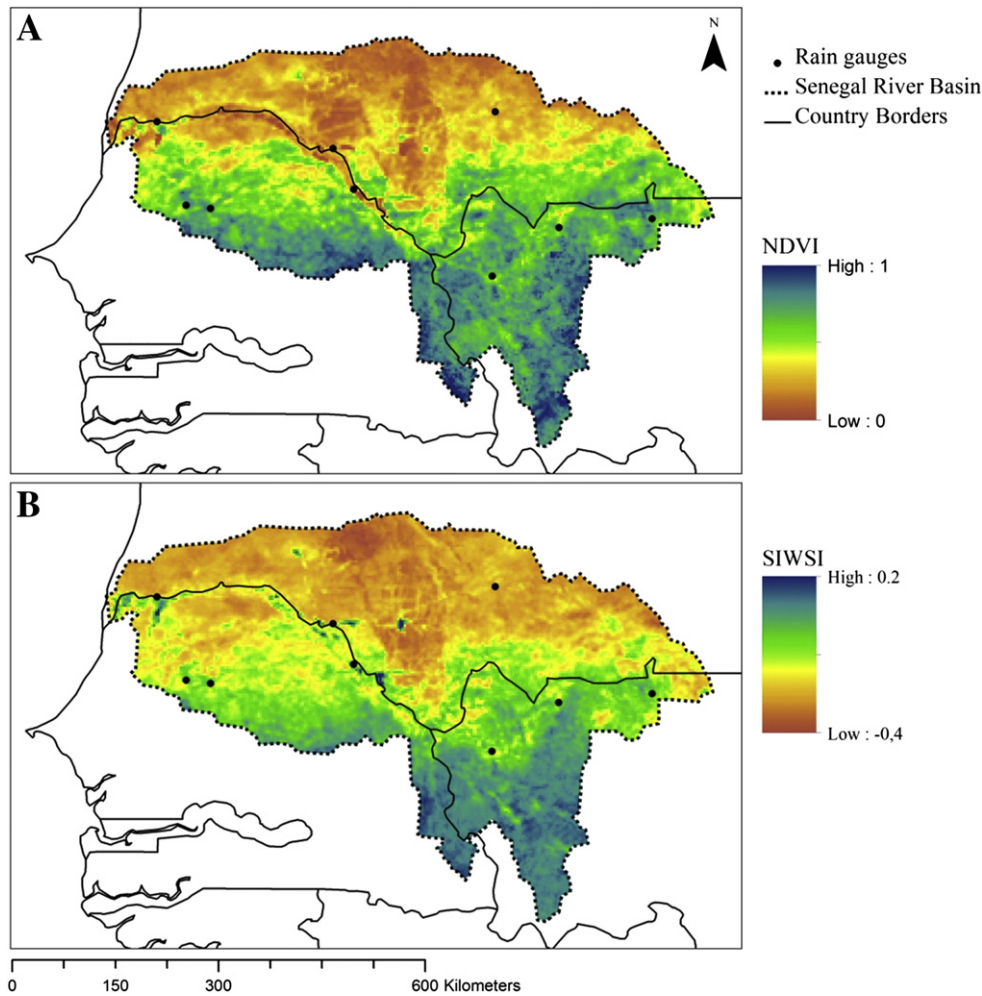 A
N
Rain gauges
Senegal River Basin
Country Borders
NDVI
High : 1
Low : 0
B
SIWSI
High : 0.2
Low : -0,4
0 150 300 600 Kilometers